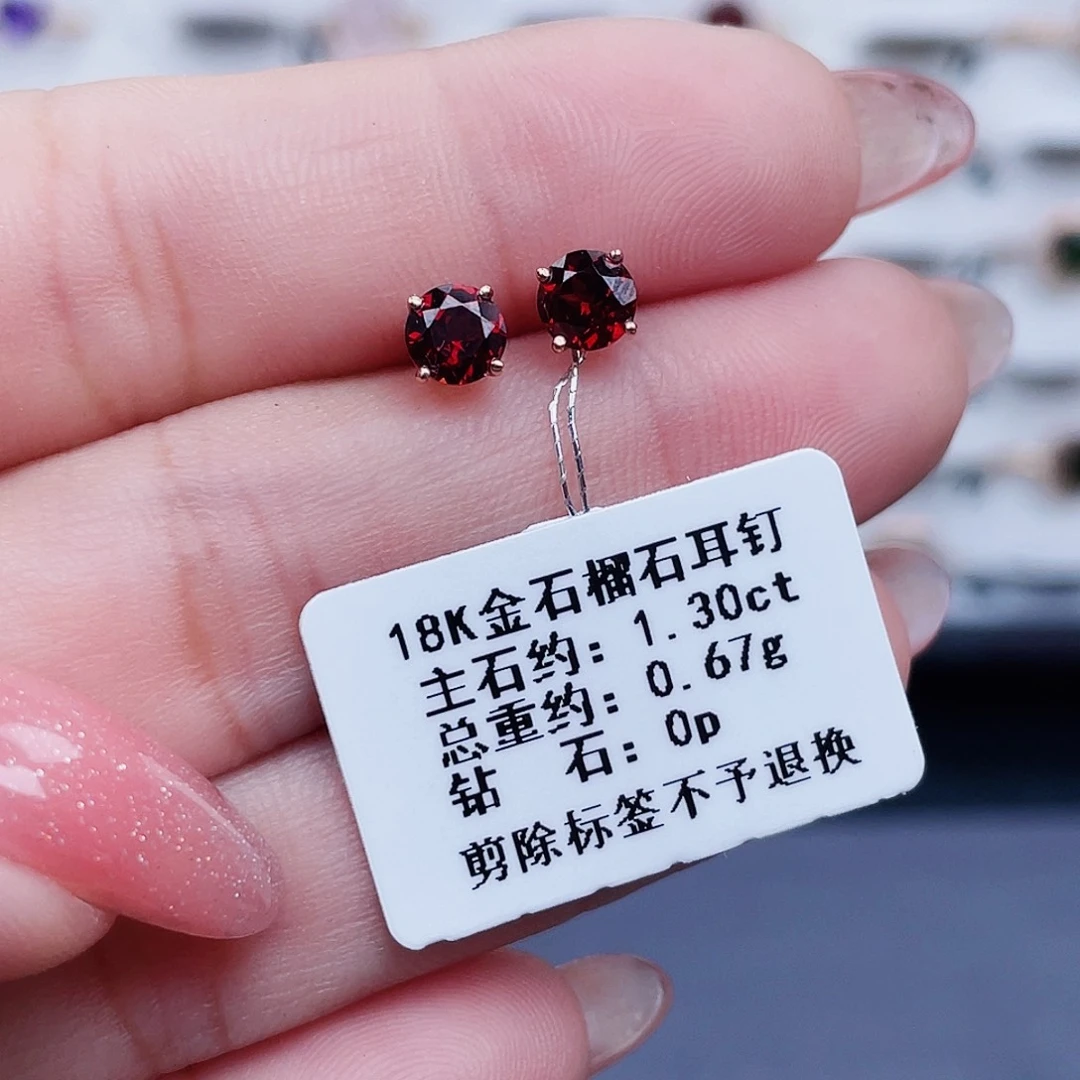 18K金石榴石耳钉
主石约: 1.30ct
总重约: 0.67g
钻 石: 0p
剪除标签不予退换